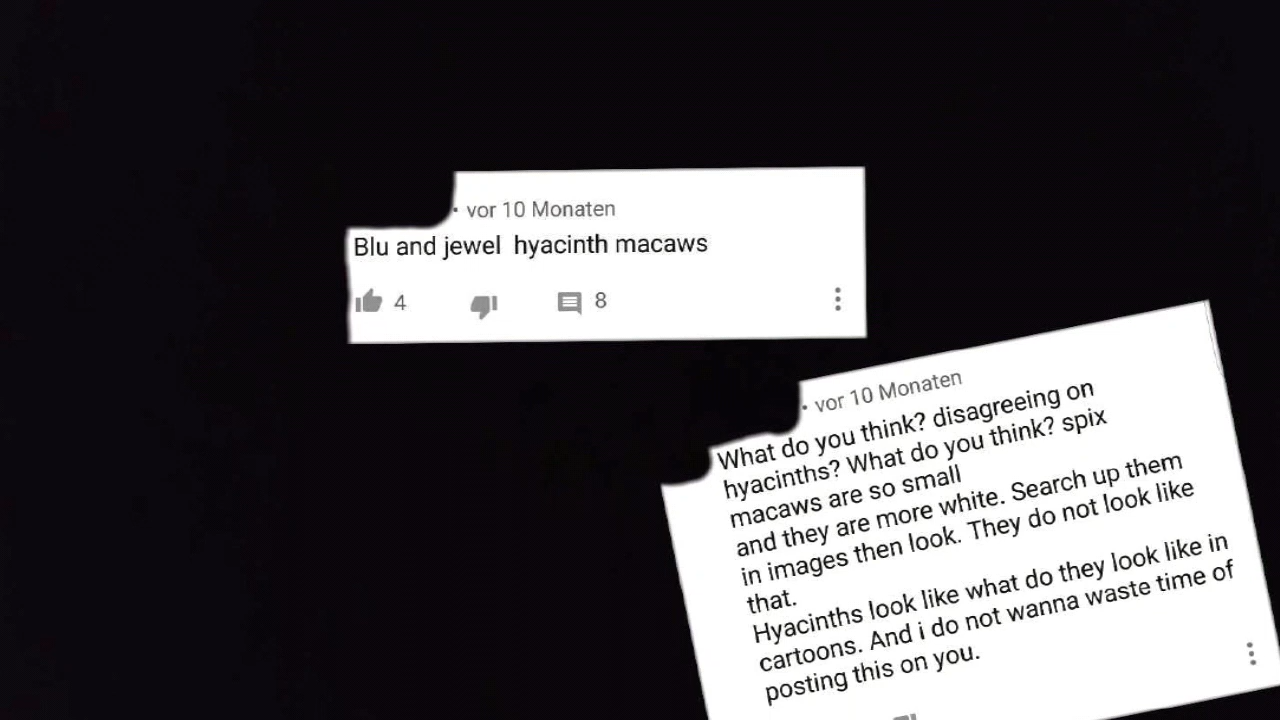 • vor 10 Monaten
Blu and jewel  hyacinth macaws
4 8
• vor 10 Monaten
What do you think? disagreeing on
hyacinths? What do you think? spix
macaws are so small
and they are more white. Search up them
in images then look. They do not look like
that.
Hyacinths look like what do they look like in
cartoons. And i do not wanna waste time of
posting this on you.